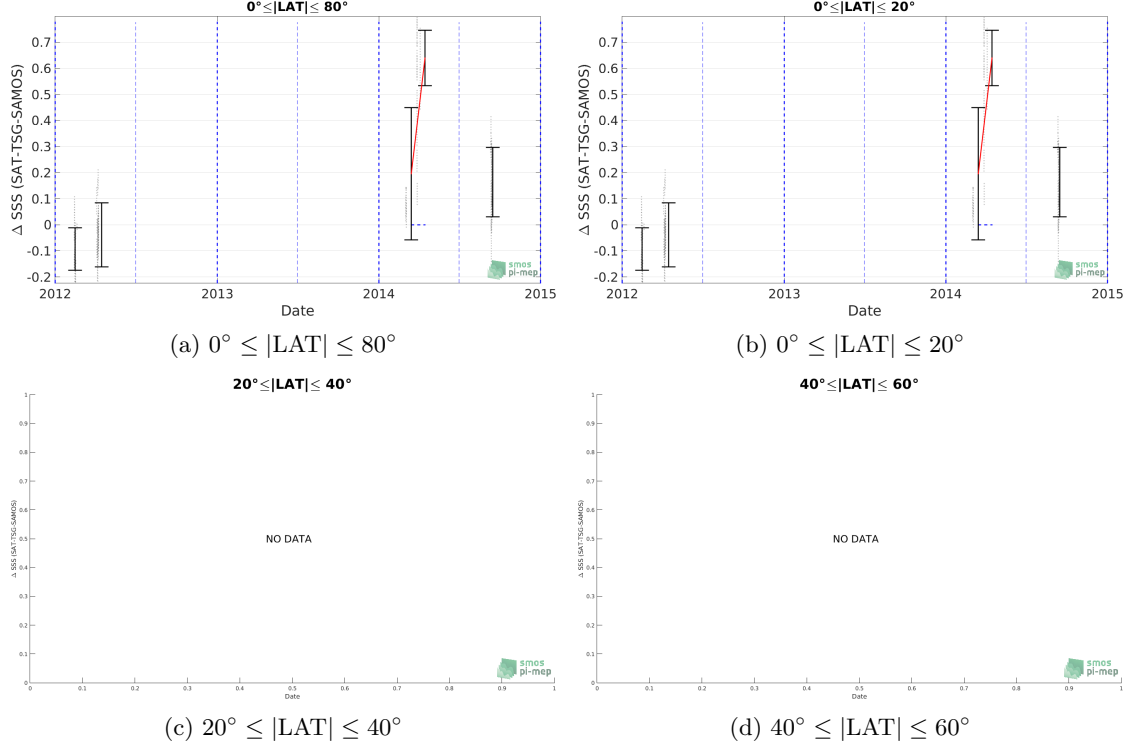 0°≤|LAT|≤ 80°
Δ SSS (SAT-TSG-SAMOS)
0.7
0.6
0.5
0.4
0.3
0.2
0.1
0
-0.1
-0.2
2012
2013
2014
2015
Date
smos
pi-mep
(a) 0° ≤ |LAT| ≤ 80°
0°≤|LAT|≤ 20°
Δ SSS (SAT-TSG-SAMOS)
0.7
0.6
0.5
0.4
0.3
0.2
0.1
0
-0.1
-0.2
2012
2013
2014
2015
Date
smos
pi-mep
(b) 0° ≤ |LAT| ≤ 20°
20°≤|LAT|≤ 40°
Δ SSS (SAT-TSG-SAMOS)
1
0.9
0.8
0.7
0.6
0.5
0.4
0.3
0.2
0.1
0
NO DATA
0
0.1
0.2
0.3
0.4
0.5
0.6
0.7
0.8
0.9
1
Date
smos
pi-mep
(c) 20° ≤ |LAT| ≤ 40°
40°≤|LAT|≤ 60°
Δ SSS (SAT-TSG-SAMOS)
1
0.9
0.8
0.7
0.6
0.5
0.4
0.3
0.2
0.1
0
NO DATA
0
0.1
0.2
0.3
0.4
0.5
0.6
0.7
0.8
0.9
1
Date
smos
pi-mep
(d) 40° ≤ |LAT| ≤ 60°